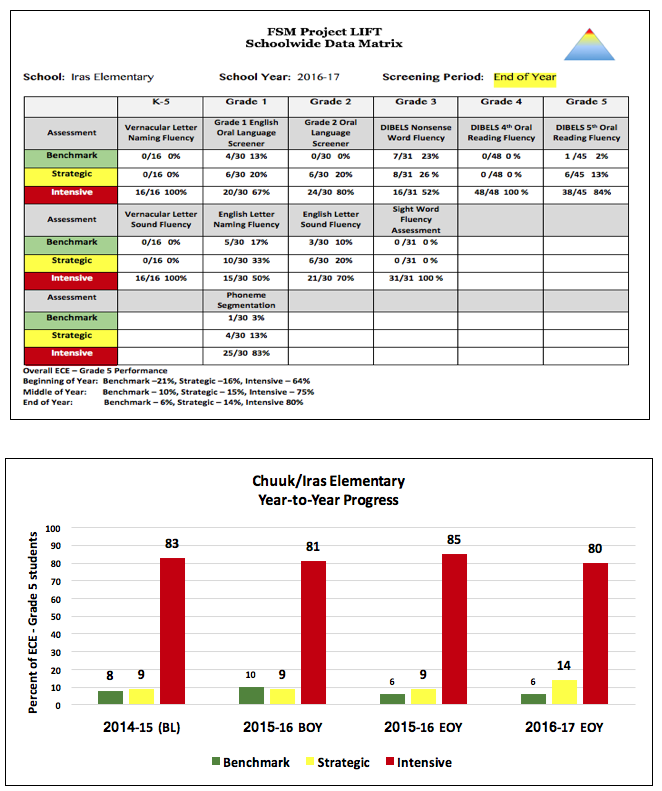 FSM Project LIFT
Schoolwide Data Matrix
School: Iras Elementary School Year: 2016-17 Screening Period: End of Year
K-5 Grade 1 Grade 2 Grade 3 Grade 4 Grade 5
Assessment Vernacular Letter Naming Fluency Grade 1 English Oral Language Screener Grade 2 Oral Language Screener DIBELS Nonsense Word Fluency DIBELS 4th Oral Reading Fluency DIBELS 5th Oral Reading Fluency
Benchmark 0/16 0% 4/30 13% 0/30 0% 7/31 23% 0/48 0 % 1 /45 2%
Strategic 0/16 0% 6/30 20% 6/30 20% 8/31 26 % 0 /48 0 % 6/45 13%
Intensive 16/16 100% 20/30 67% 24/30 80% 16/31 52% 48/48 100 % 38/45 84%
Assessment Vernacular Letter Sound Fluency English Letter Naming Fluency English Letter Sound Fluency Sight Word Fluency Assessment
Benchmark 0/16 0% 5/30 17% 3/30 10% 0 /31 0 %
Strategic 0/16 0% 10/30 33% 6/30 20% 0 /31 0 %
Intensive 16/16 100% 15/30 50% 21/30 70% 31/31 100 %
Assessment Phoneme Segmentation
Benchmark 1/30 3%
Strategic 4/30 13%
Intensive 25/30 83%
Overall ECE – Grade 5 Performance
Beginning of Year: Benchmark –21%, Strategic –16%, Intensive – 64%
Middle of Year: Benchmark – 10%, Strategic – 15%, Intensive – 75%
End of Year: Benchmark – 6%, Strategic – 14%, Intensive 80%
Chuuk/Iras Elementary
Year-to-Year Progress
Percent of ECE - Grade 5 students
100
90
80
70
60
50
40
30
20
10
0
8 9 83
10 9 81
6 9 85
6 14 80
2014-15 (BL) 2015-16 BOY 2015-16 EOY 2016-17 EOY
Benchmark Strategic Intensive